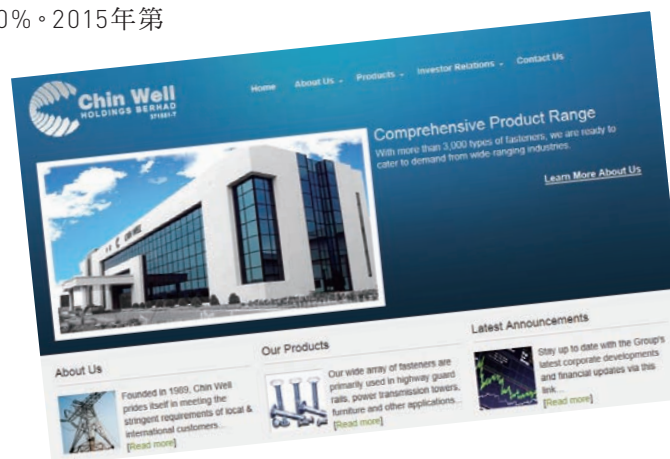 0%。2015年第
Chin Well
HOLDINGS BERHAD
371551-T
Home About Us Products Investor Relations Contact Us
Comprehensive Product Range
With more than 3,000 types of fasteners, we are ready to
cater to demand from wide-ranging industries.
Learn More About Us
CHIN WELL
About Us
Founded in 1989, Chin Well
prides itself in meeting the
stringent requirements of local &
international customers...
[Read more]
Our Products
Our wide array of fasteners are
primarily used in highway guard
rails, power transmission towers,
furniture and other applications...
[Read more]
Latest Announcements
Stay up to date with the Group's
latest corporate developments
and financial updates via this
link...
[Read more]